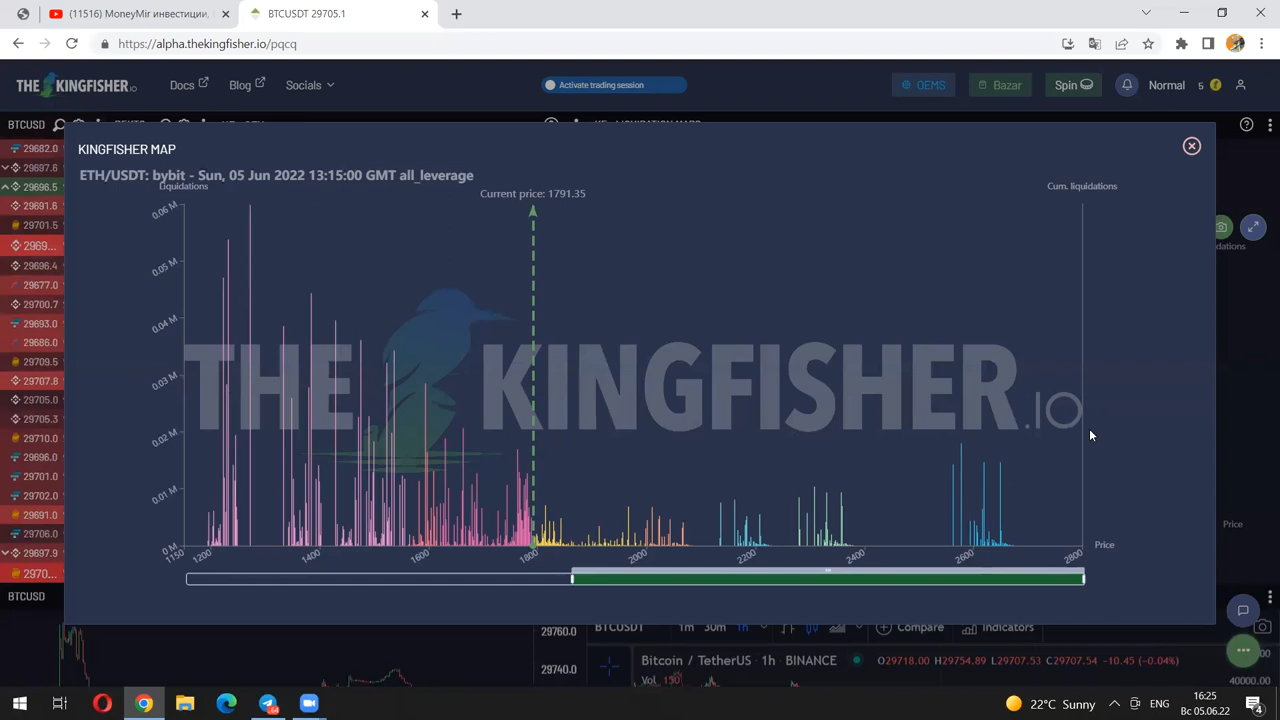 (11516) MoneyMir инвестиции,
BTCUSD 29705.1
https://alpha.thekingfisher.io/pqcq
THE KINGFISHER.IO
Docs
Blog
Socials
Activate trading session
OEMS
Bazar
Spin
Normal
5
BTCUSD
29682.0
29697.6
29696.5
29691.6
29701.5
2969...
29696.4
29677.0
29700.7
29693.0
29686.0
29709.5
29707.8
29705.0
29705.3
29710.0
29696.0
29701.0
29702.0
29691.0
29706.0
29697.9
2970...
BTCUSD
KINGFISHER MAP
ETH/USDT: bybit - Sun, 05 Jun 2022 13:15:00 GMT all_leverage
Liquidations
Current price: 1791.35
Cum. liquidations
0.06 M
0.05 M
0.04 M
0.03 M
0.02 M
0.01 M
0 M
THE KINGFISHER.IO
1150
1200
1400
1600
1800
2000
2200
2400
2600
2800
Price
Price
29760.0
29740.0
BTCUSDT
1m 30m 1h
Compare
Indicators
Bitcoin / TetherUS · 1h · BINANCE
O29718.00 H29754.89 L29707.53 C29707.54 -10.45 (-0.04%)
Vol 150
40000.00
22°C Sunny
ENG
16:25
Вс 05.06.22
4